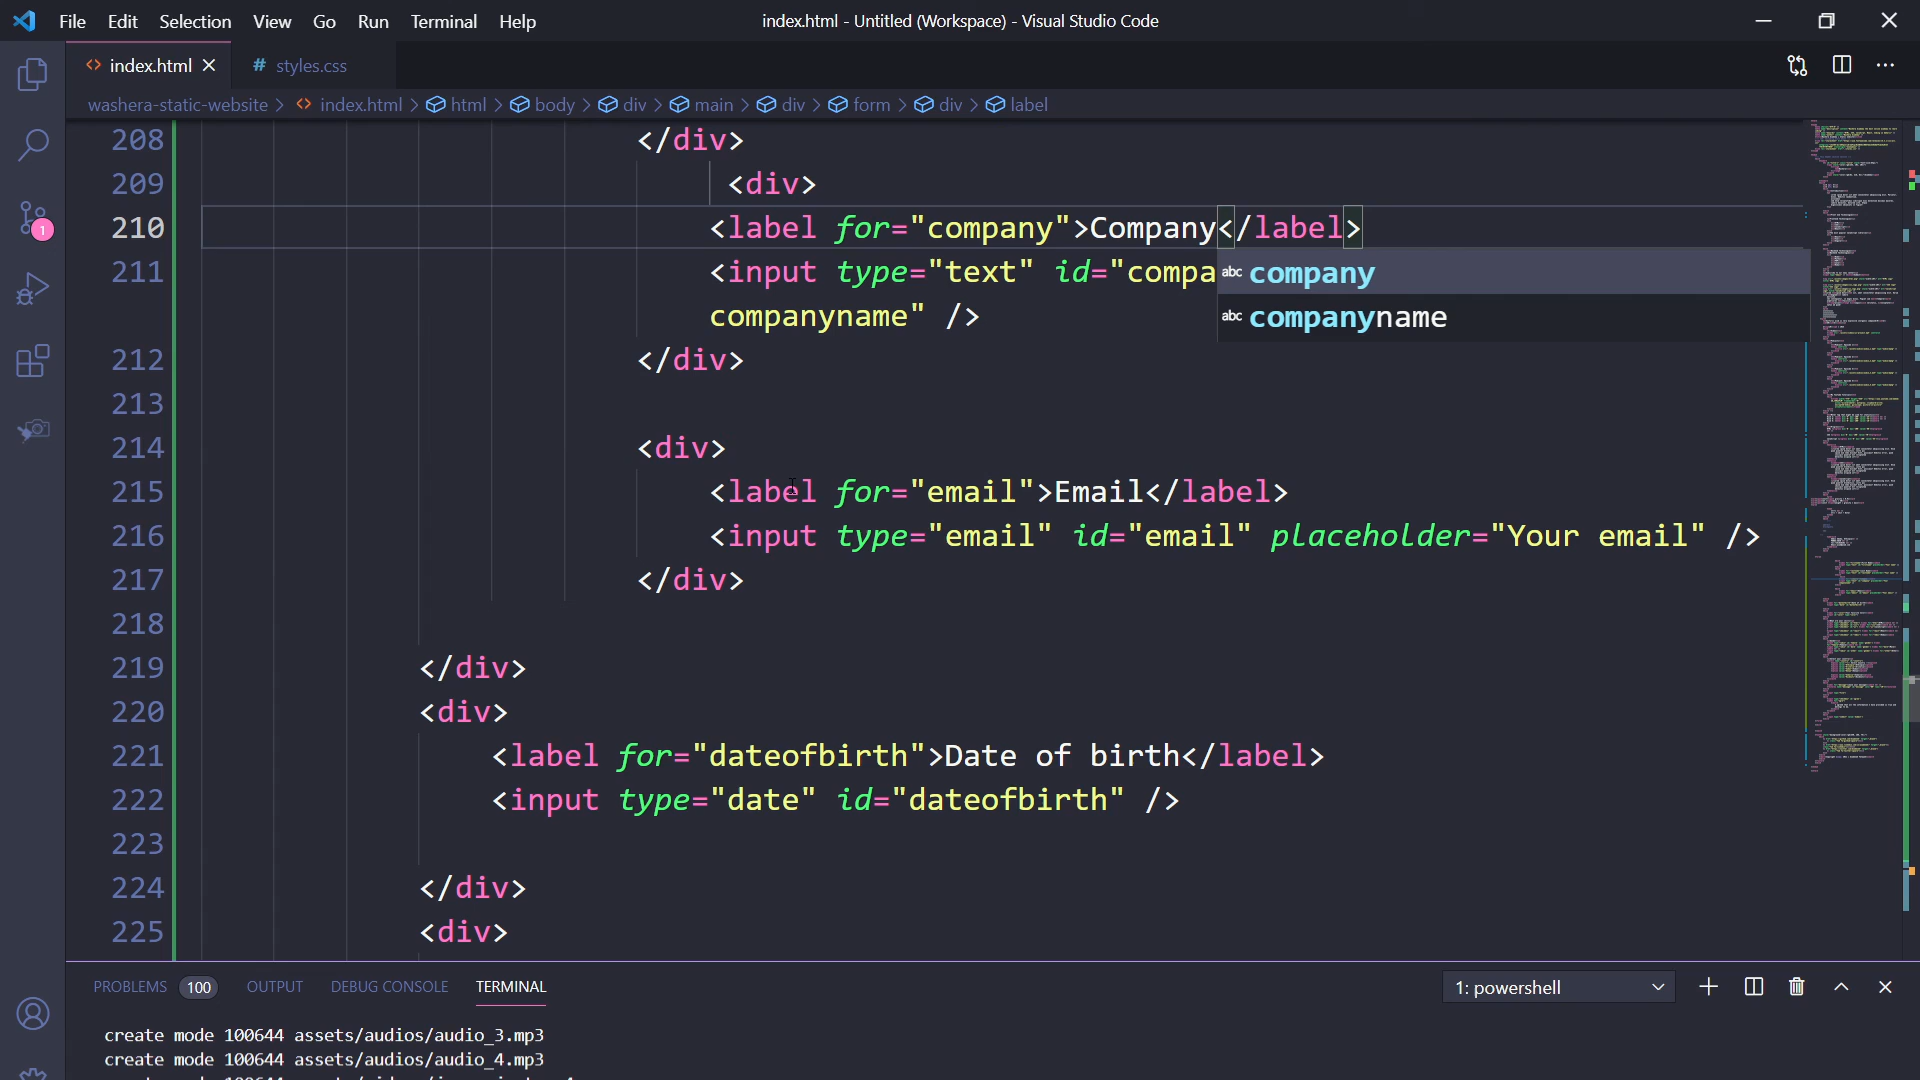 File Edit Selection View Go Run Terminal Help index.html - Untitled (Workspace) - Visual Studio Code
<> index.html # styles.css
washera-static-website > <> index.html > html > body > div > main > div > form > div > label
208 </div>
209 <div>
210 <label for="company">Company</label>
211 <input type="text" id="compa
abc company
companyname" />
abc companyname
212 </div>
213
214 <div>
215 <label for="email">Email</label>
216 <input type="email" id="email" placeholder="Your email" />
217 </div>
218
219 </div>
220 <div>
221 <label for="dateofbirth">Date of birth</label>
222 <input type="date" id="dateofbirth" />
223
224 </div>
225 <div>
1
PROBLEMS 100 OUTPUT DEBUG CONSOLE TERMINAL 1: powershell
create mode 100644 assets/audios/audio_3.mp3
create mode 100644 assets/audios/audio_4.mp3